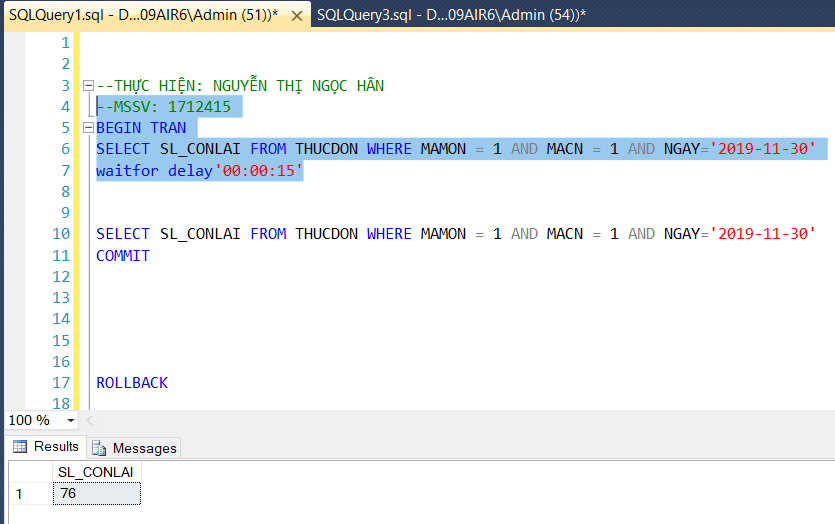 SQLQuery1.sql - D...09AIR6\Admin (51))* SQLQuery3.sql - D...09AIR6\Admin (54))*
1
2
3 --THỰC HIỆN: NGUYỄN THỊ NGỌC HÂN
4 --MSSV: 1712415
5 BEGIN TRAN
6 SELECT SL_CONLAI FROM THUCDON WHERE MAMON = 1 AND MACN = 1 AND NGAY='2019-11-30'
7 waitfor delay'00:00:15'
8
9
10 SELECT SL_CONLAI FROM THUCDON WHERE MAMON = 1 AND MACN = 1 AND NGAY='2019-11-30'
11 COMMIT
12
13
14
15
16
17 ROLLBACK
18
100 %
Results Messages
SL_CONLAI
1 76